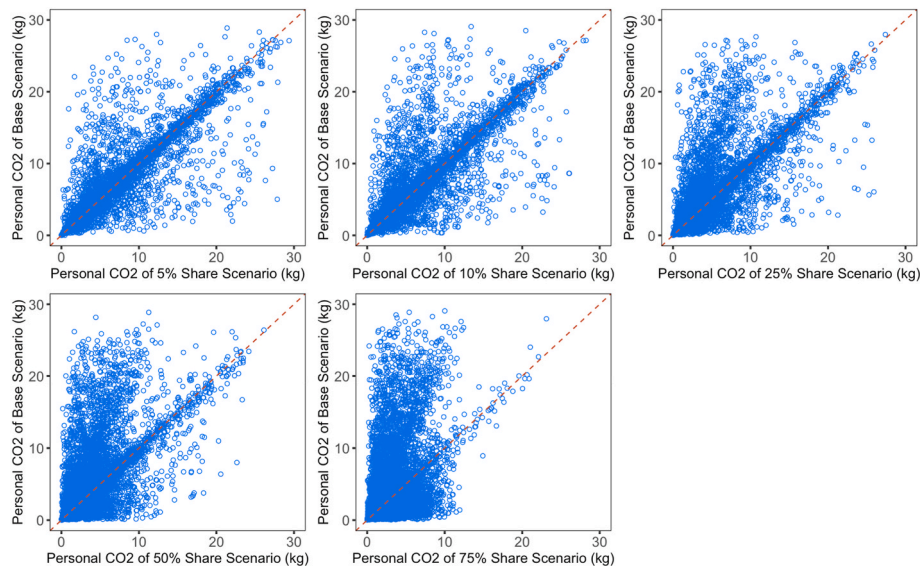 Personal CO2 of Base Scenario (kg)
30
20
10
0
0 10 20 30
Personal CO2 of 5% Share Scenario (kg)
Personal CO2 of Base Scenario (kg)
30
20
10
0
0 10 20 30
Personal CO2 of 10% Share Scenario (kg)
Personal CO2 of Base Scenario (kg)
30
20
10
0
0 10 20 30
Personal CO2 of 25% Share Scenario (kg)
Personal CO2 of Base Scenario (kg)
30
20
10
0
0 10 20 30
Personal CO2 of 50% Share Scenario (kg)
Personal CO2 of Base Scenario (kg)
30
20
10
0
0 10 20 30
Personal CO2 of 75% Share Scenario (kg)